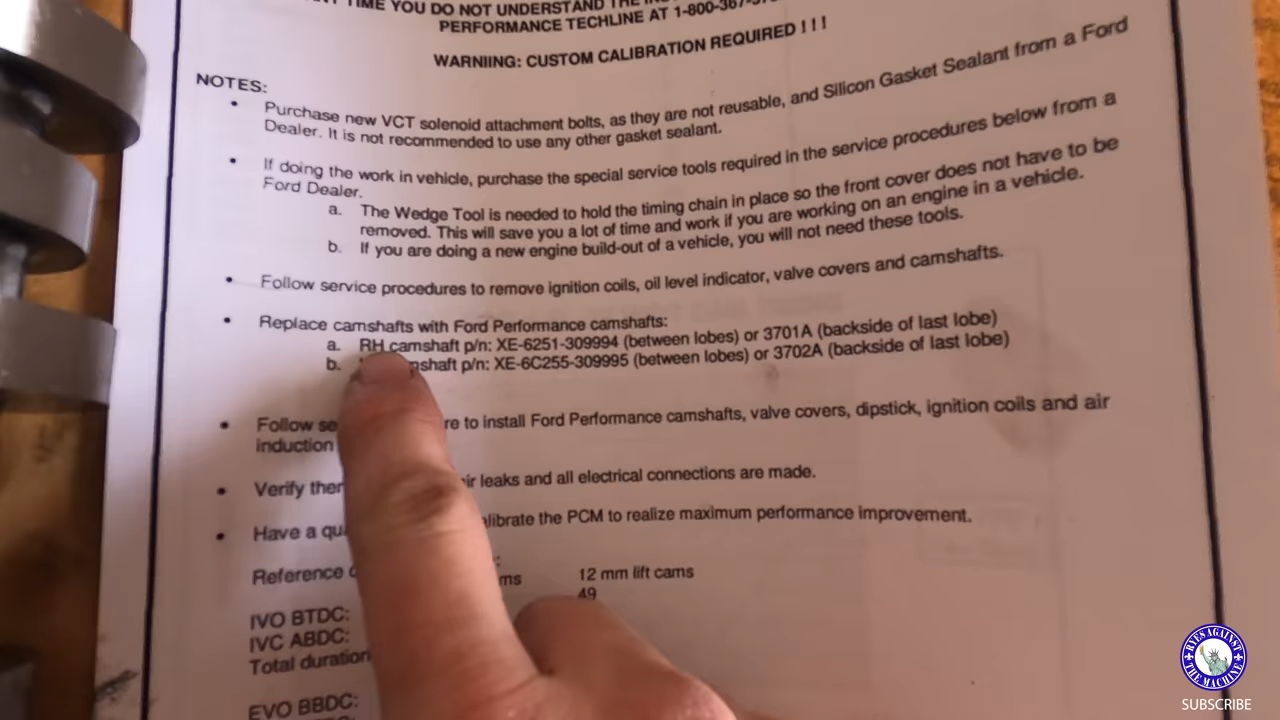 TIME YOU DO NOT UNDERSTAND THE
PERFORMANCE TECHLINE AT 1-800-367-
WARNIING: CUSTOM CALIBRATION REQUIRED ! ! !
NOTES:
• Purchase new VCT solenoid attachment bolts, as they are not reusable, and Silicon Gasket Sealant from a Ford
Dealer. It is not recommended to use any other gasket sealant.
• If doing the work in vehicle, purchase the special service tools required in the service procedures below from a
Ford Dealer.
a. The Wedge Tool is needed to hold the timing chain in place so the front cover does not have to be
removed. This will save you a lot of time and work if you are working on an engine in a vehicle.
b. If you are doing a new engine build-out of a vehicle, you will not need these tools.
• Follow service procedures to remove ignition coils, oil level indicator, valve covers and camshafts.
• Replace camshafts with Ford Performance camshafts:
a. RH camshaft p/n: XE-6251-309994 (between lobes) or 3701A (backside of last lobe)
b. shaft p/n: XE-6C255-309995 (between lobes) or 3702A (backside of last lobe)
• Follow se re to install Ford Performance camshafts, valve covers, dipstick, ignition coils and air
induction
• Verify ther ir leaks and all electrical connections are made.
• Have a qu librate the PCM to realize maximum performance improvement.
Reference :
ms 12 mm lift cams
49
IVO BTDC:
IVC ABDC:
Total duration
EVO BBDC:
RYES AGAINST
THE MACHINE
SUBSCRIBE